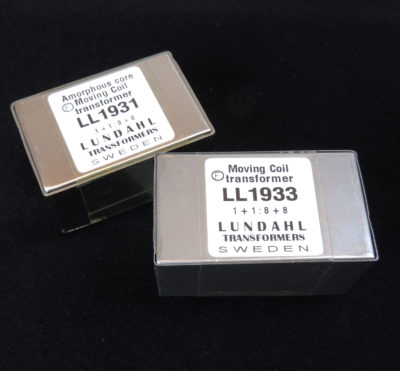 Amorphous core
Moving Coil
transformer
LL1931
1+1:8+8
LUNDAHL
TRANSFORMERS
SWEDEN
Moving Coil
transformer
LL1933
1+1:8+8
LUNDAHL
TRANSFORMERS
SWEDEN